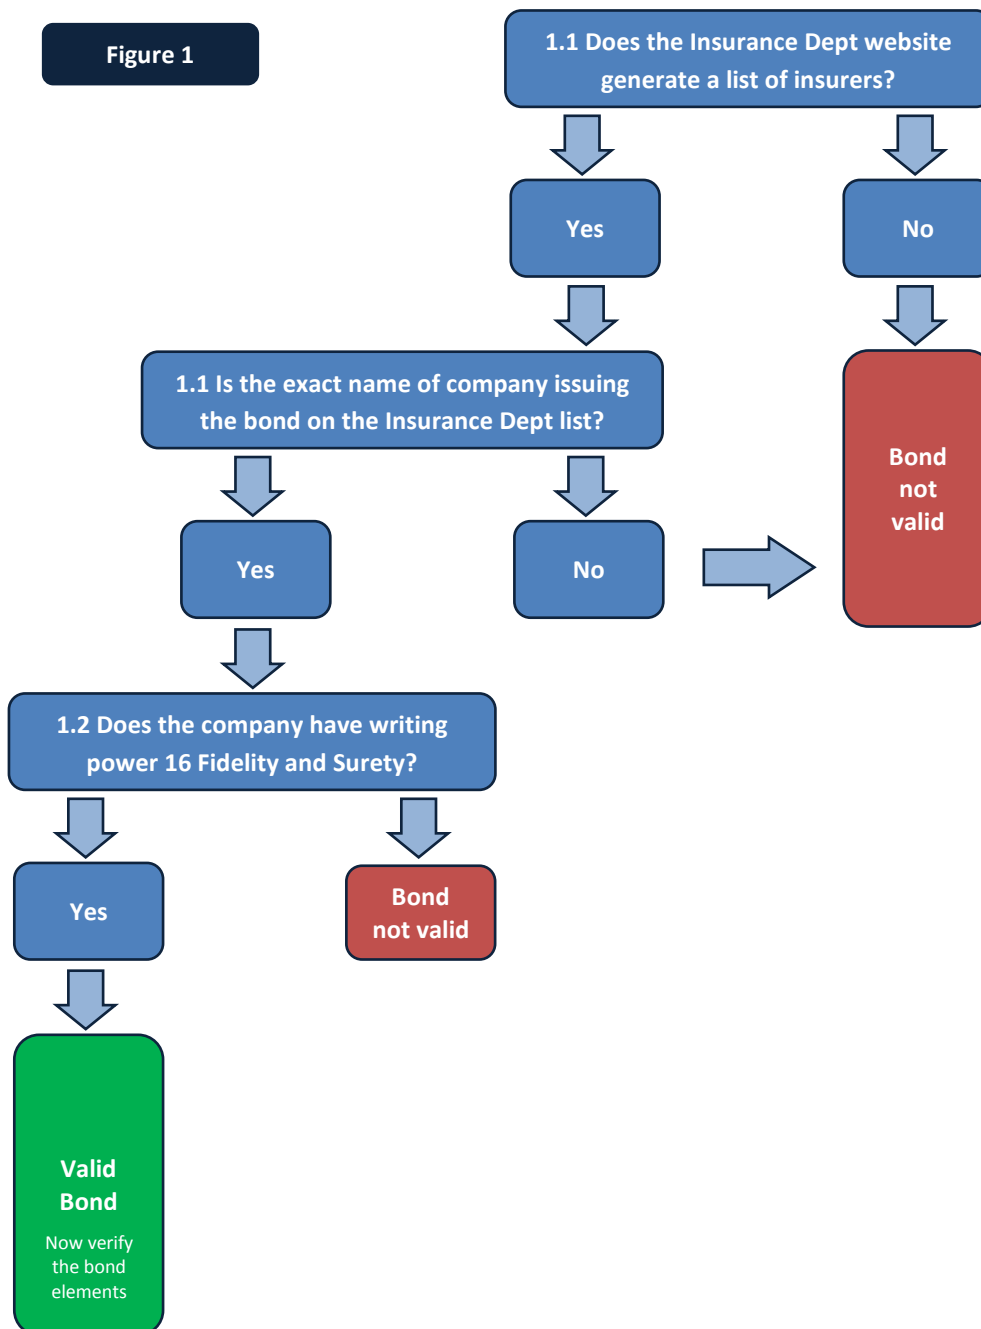 Figure 1
1.1 Does the Insurance Dept website
generate a list of insurers?
Yes
No
1.1 Is the exact name of company issuing
the bond on the Insurance Dept list?
Bond
not
valid
Yes
No
1.2 Does the company have writing
power 16 Fidelity and Surety?
Yes
Bond
not valid
Valid
Bond
Now verify
the bond
elements